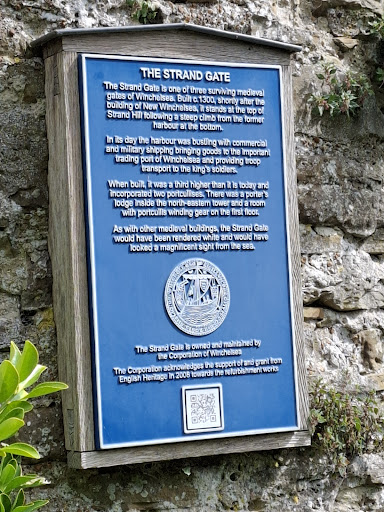 THE STRAND GATE
The Strand Gate is one of three surviving medieval
gates of Winchelsea. Built c.1300, shortly after the
building of New Winchelsea, it stands at the top of
Strand Hill following a steep climb from the former
harbour at the bottom.
In its day the harbour was bustling with commercial
and military shipping bringing goods to the important
trading port of Winchelsea and providing troop
transport to the king's soldiers.
When built, it was a third higher than it is today and
incorporated two portcullises. There was a porter's
lodge inside the north-eastern tower and a room
with portcullis winding gear on the first floor.
As with other medieval buildings, the Strand Gate
would have been rendered white and would have
looked a magnificent sight from the sea.
The Strand Gate is owned and maintained by
the Corporation of Winchelsea
The Corporation acknowledges the support of and grant from
English Heritage in 2008 towards the refurbishment works